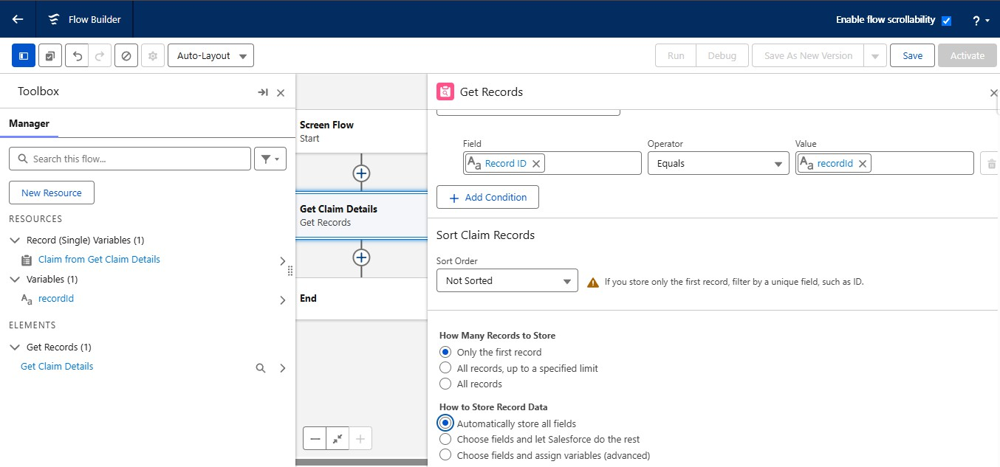 Flow Builder
Enable flow scrollability
?
Auto-Layout
Run
Debug
Save As New Version
Save
Activate
Toolbox
Manager
Search this flow...
New Resource
RESOURCES
Record (Single) Variables (1)
Claim from Get Claim Details
Variables (1)
Aa recordId
ELEMENTS
Get Records (1)
Get Claim Details
Screen Flow
Start
Get Claim Details
Get Records
End
Get Records
Field
Operator
Value
Aa Record ID
Equals
Aa recordId
Add Condition
Sort Claim Records
Sort Order
Not Sorted
If you store only the first record, filter by a unique field, such as ID.
How Many Records to Store
Only the first record
All records, up to a specified limit
All records
How to Store Record Data
Automatically store all fields
Choose fields and let Salesforce do the rest
Choose fields and assign variables (advanced)